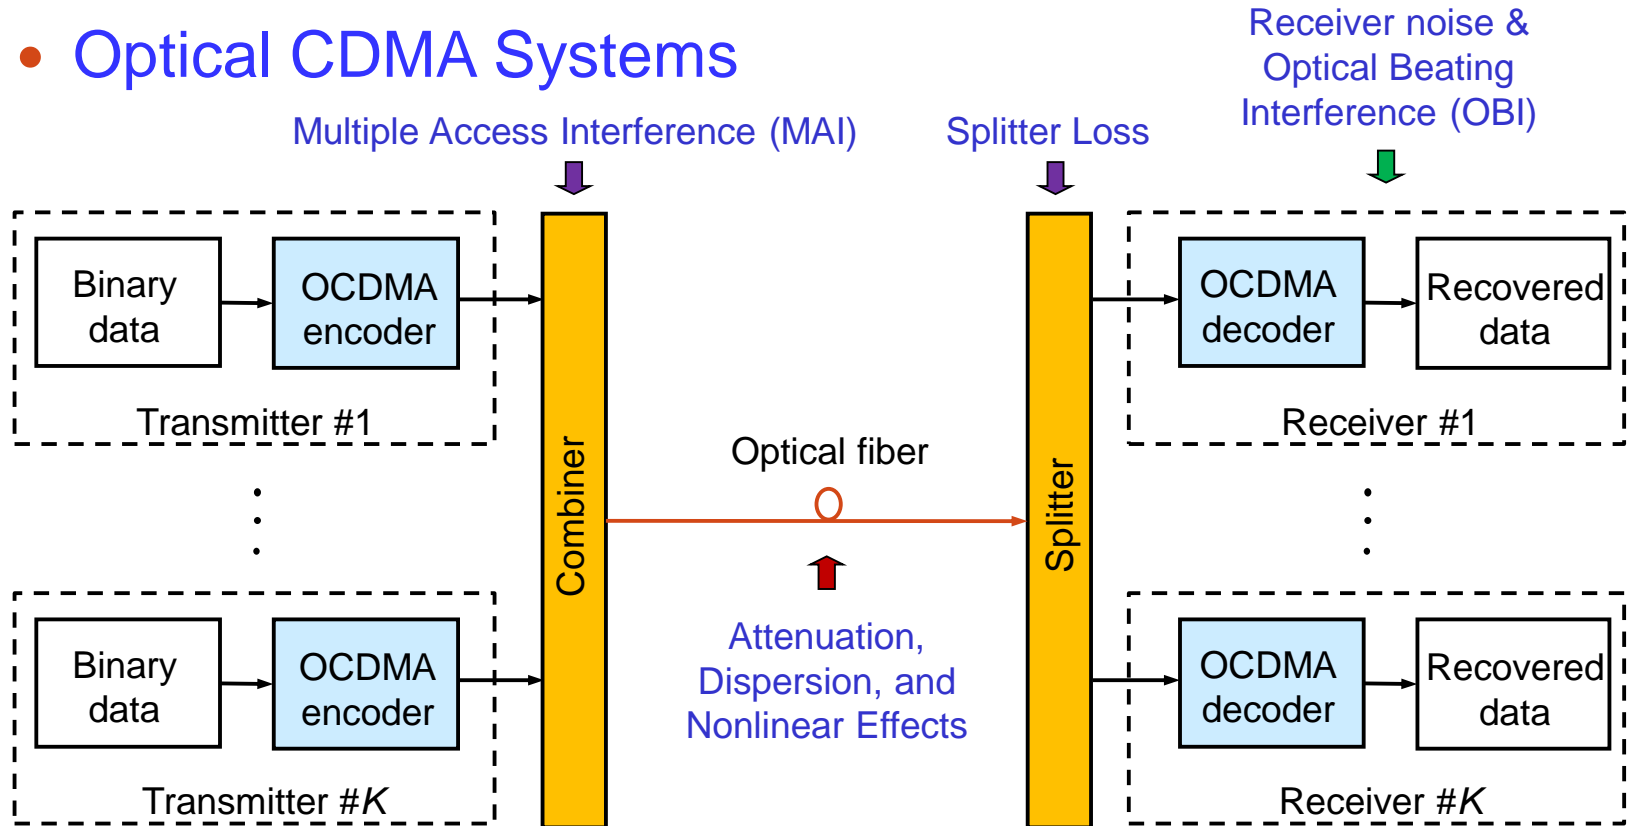 • Optical CDMA Systems
Receiver noise &
Optical Beating
Interference (OBI)
Multiple Access Interference (MAI)
Splitter Loss
Binary
data
OCDMA
encoder
Transmitter #1
Combiner
Optical fiber
Attenuation,
Dispersion, and
Nonlinear Effects
Splitter
OCDMA
decoder
Recovered
data
Receiver #1
Binary
data
OCDMA
encoder
Transmitter #K
OCDMA
decoder
Recovered
data
Receiver #K